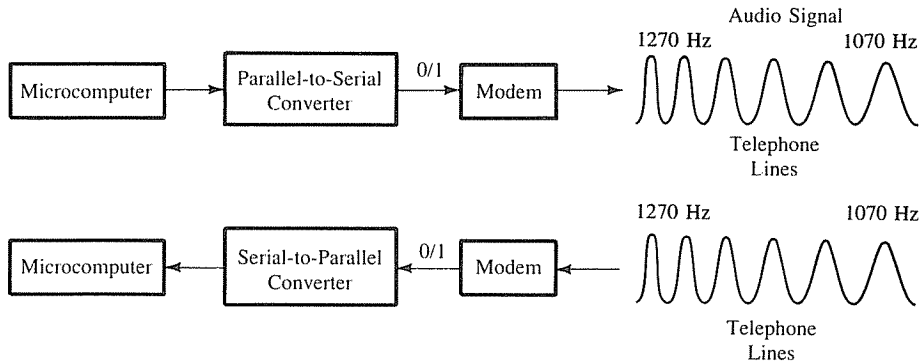 Audio Signal
1270 Hz 1070 Hz
Microcomputer
Parallel-to-Serial
Converter
0/1
Modem
Telephone
Lines
1270 Hz 1070 Hz
Microcomputer
Serial-to-Parallel
Converter
0/1
Modem
Telephone
Lines